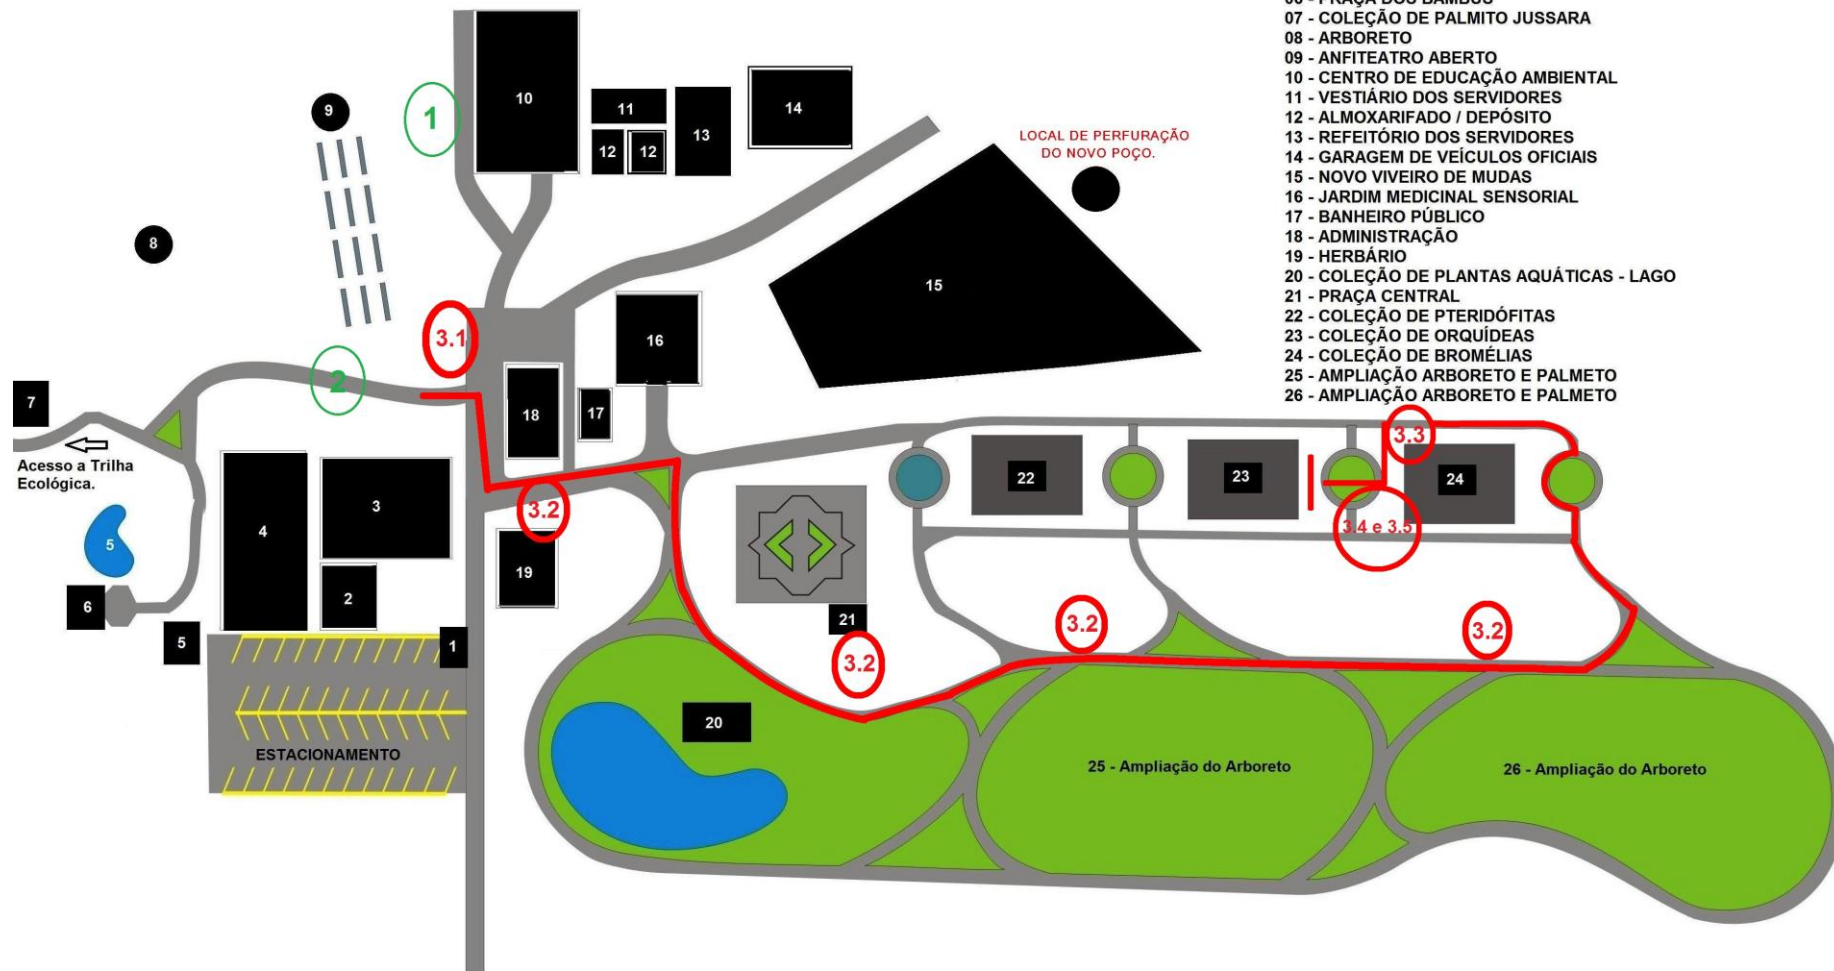 06 - PRAÇA DOS BAMBUS
07 - COLEÇÃO DE PALMITO JUSSARA
08 - ARBORETO
09 - ANFITEATRO ABERTO
10 - CENTRO DE EDUCAÇÃO AMBIENTAL
11 - VESTIÁRIO DOS SERVIDORES
12 - ALMOXARIFADO / DEPÓSITO
13 - REFEITÓRIO DOS SERVIDORES
14 - GARAGEM DE VEÍCULOS OFICIAIS
15 - NOVO VIVEIRO DE MUDAS
16 - JARDIM MEDICINAL SENSORIAL
17 - BANHEIRO PÚBLICO
18 - ADMINISTRAÇÃO
19 - HERBÁRIO
20 - COLEÇÃO DE PLANTAS AQUÁTICAS - LAGO
21 - PRAÇA CENTRAL
22 - COLEÇÃO DE PTERIDÓFITAS
23 - COLEÇÃO DE ORQUÍDEAS
24 - COLEÇÃO DE BROMÉLIAS
25 - AMPLIAÇÃO ARBORETO E PALMETO
26 - AMPLIAÇÃO ARBORETO E PALMETO
10
9
1
11
14
12
12
13
LOCAL DE PERFURAÇÃO
DO NOVO POÇO.
8
15
3.1
16
2
7
18
17
3.3
Acesso a Trilha
Ecológica.
22
23
24
3
3.2
3.4 e 3.5
4
5
19
2
6
21
3.2
3.2
5
1
3.2
20
ESTACIONAMENTO
25 - Ampliação do Arboreto
26 - Ampliação do Arboreto